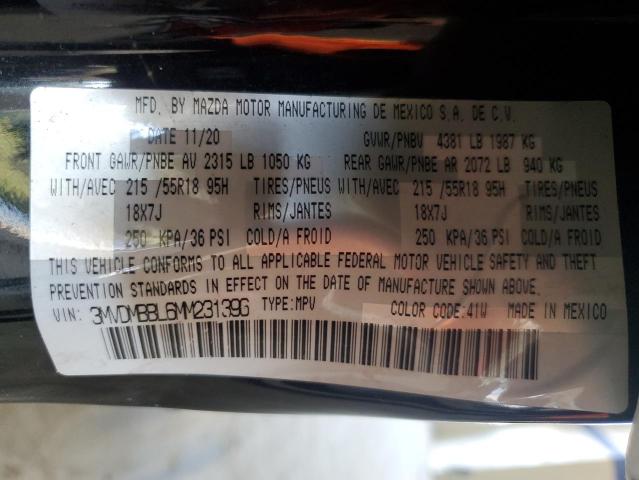 MFD. BY MAZDA MOTOR MANUFACTURING DE MEXICO S.A. DE C.V.
DATE 11/20 GVWR/PNBV 4381 LB 1987 KG
FRONT GAWR/PNBE AV 2315 LB 1050 KG REAR GAWR/PNBE AR 2072 LB 940 KG
WITH/AVEC 215 /55R18 95H TIRES/PNEUS WITH/AVEC 215 /55R18 95H TIRES/PNEUS
18X7J RIMS/JANTES 18X7J RIMS/JANTES
250 KPA/36 PSI COLD/A FROID 250 KPA/36 PSI COLD/A FROID
THIS VEHICLE CONFORMS TO ALL APPLICABLE FEDERAL MOTOR VEHICLE SAFETY AND THEFT
PREVENTION STANDARDS IN EFFECT ON THE DATE OF MANUFACTURE SHOWN ABOVE.
VIN: 3MVDMBBL6MM231396 TYPE:MPV COLOR CODE:41W MADE IN MEXICO